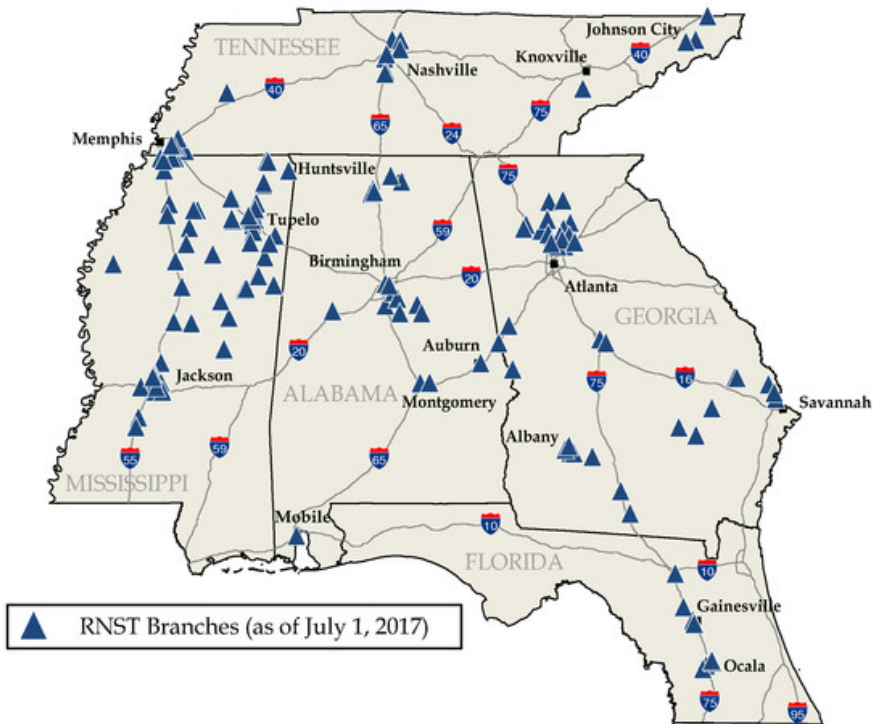 Johnson City
TENNESSEE
40
Knoxville
Nashville
40
75
65
24
Memphis
Huntsville
75
Tupelo
59
Birmingham
20
Atlanta
GEORGIA
20
Auburn
Jackson
75
16
ALABAMA
Montgomery
Savannah
Albany
55
59
65
MISSISSIPPI
Mobile
10
FLORIDA
10
Gainesville
RNST Branches (as of July 1, 2017)
Ocala
75
95